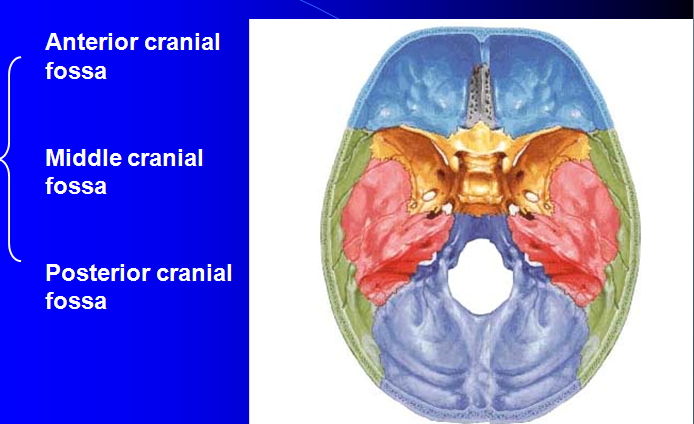 Anterior cranial
fossa
Middle cranial
fossa
Posterior cranial
fossa